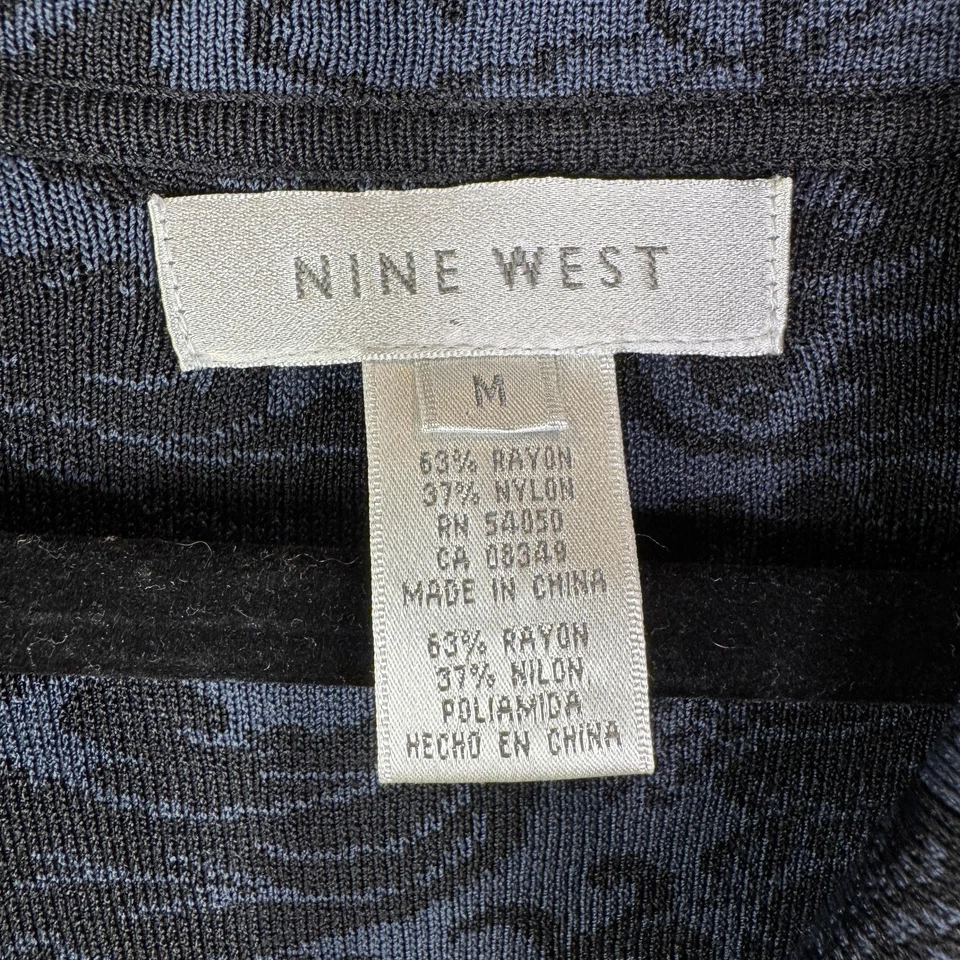 NINE WEST
M
63% RAYON
37% NYLON
RN 54050
CA 08349
MADE IN CHINA
63% RAYON
37% NILON,
POLIAMIDA
HECHO EN CHINA